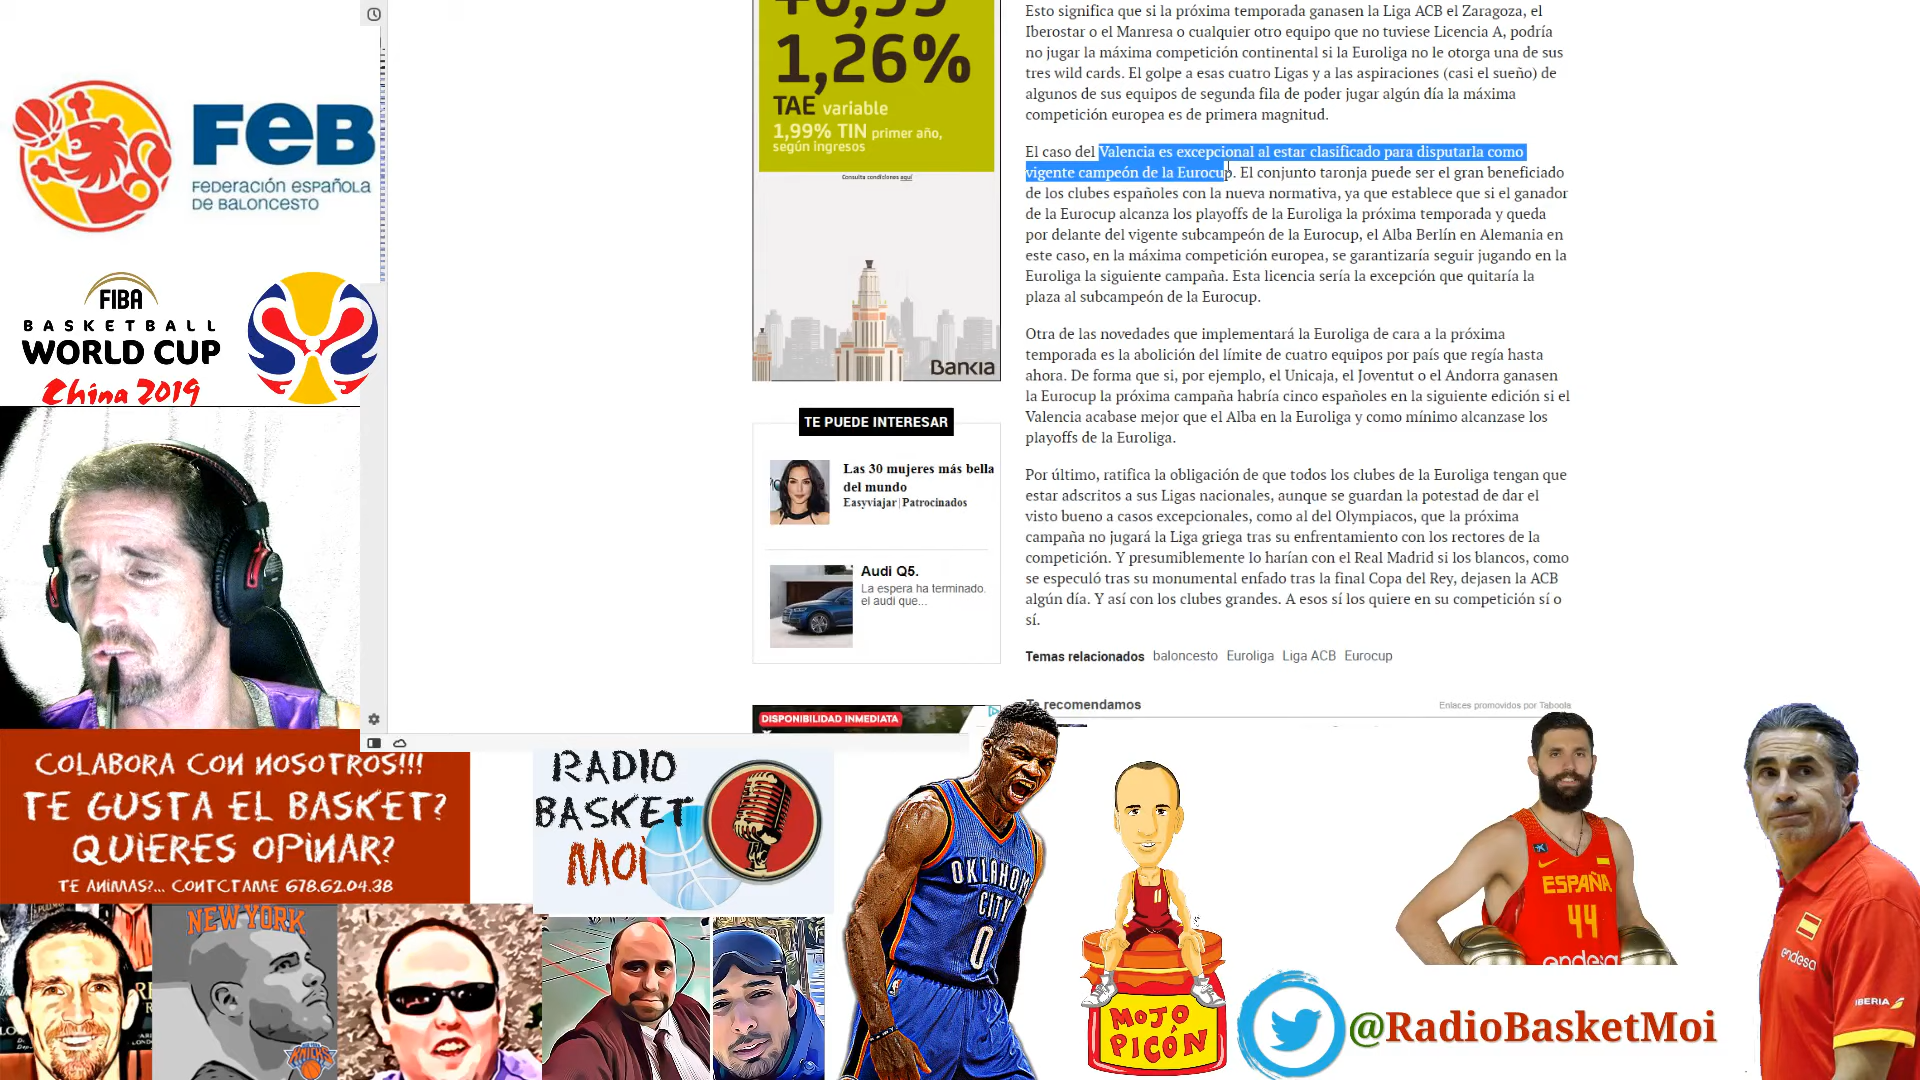 FEB
FEDERACIÓN ESPAÑOLA
DE BALONCESTO
FIBA
BASKETBALL
WORLD CUP
China 2019
1,26%
TAE variable
1,99% TIN primer año,
según ingresos
Consulta condiciones aquí
Bankia
TE PUEDE INTERESAR
Las 30 mujeres más bella
del mundo
Easyviajar | Patrocinados
Audi Q5.
La espera ha terminado.
el audi que...
DISPONIBILIDAD INMEDIATA
Esto significa que si la próxima temporada ganasen la Liga ACB el Zaragoza, el
Iberostar o el Manresa o cualquier otro equipo que no tuviese Licencia A, podría
no jugar la máxima competición continental si la Euroliga no le otorga una de sus
tres wild cards. El golpe a esas cuatro Ligas y a las aspiraciones (casi el sueño) de
algunos de sus equipos de segunda fila de poder jugar algún día la máxima
competición europea es de primera magnitud.
El caso del Valencia es excepcional al estar clasificado para disputarla como
vigente campeón de la Eurocup. El conjunto taronja puede ser el gran beneficiado
de los clubes españoles con la nueva normativa, ya que establece que si el ganador
de la Eurocup alcanza los playoffs de la Euroliga la próxima temporada y queda
por delante del vigente subcampeón de la Eurocup, el Alba Berlín en Alemania en
este caso, en la máxima competición europea, se garantizaría seguir jugando en la
Euroliga la siguiente campaña. Esta licencia sería la excepción que quitaría la
plaza al subcampeón de la Eurocup.
Otra de las novedades que implementará la Euroliga de cara a la próxima
temporada es la abolición del límite de cuatro equipos por país que regía hasta
ahora. De forma que si, por ejemplo, el Unicaja, el Joventut o el Andorra ganasen
la Eurocup la próxima campaña habría cinco españoles en la siguiente edición si el
Valencia acabase mejor que el Alba en la Euroliga y como mínimo alcanzase los
playoffs de la Euroliga.
Por último, ratifica la obligación de que todos los clubes de la Euroliga tengan que
estar adscritos a sus Ligas nacionales, aunque se guardan la potestad de dar el
visto bueno a casos excepcionales, como al del Olympiacos, que la próxima
campaña no jugará la Liga griega tras su enfrentamiento con los rectores de la
competición. Y presumiblemente lo harían con el Real Madrid si los blancos, como
se especuló tras su monumental enfado tras la final Copa del Rey, dejasen la ACB
algún día. Y así con los clubes grandes. A esos sí los quiere en su competición sí o
sí.
Temas relacionados baloncesto Euroliga Liga ACB Eurocup
Te recomendamos
Enlaces promovidos por Taboola
COLABORA CON NOSOTROS!!!
TE GUSTA EL BASKET?
QUIERES OPINAR?
TE ANIMAS?... CONTCTAME 678.62.04.38
RADIO
BASKET
MOI
NEW YORK
KNICKS
OKLAHOM
CITY
0
11
MOJO
PICÓN
ESPAÑA
44
endesa
endesa
IBERIA
@RadioBasketMoi